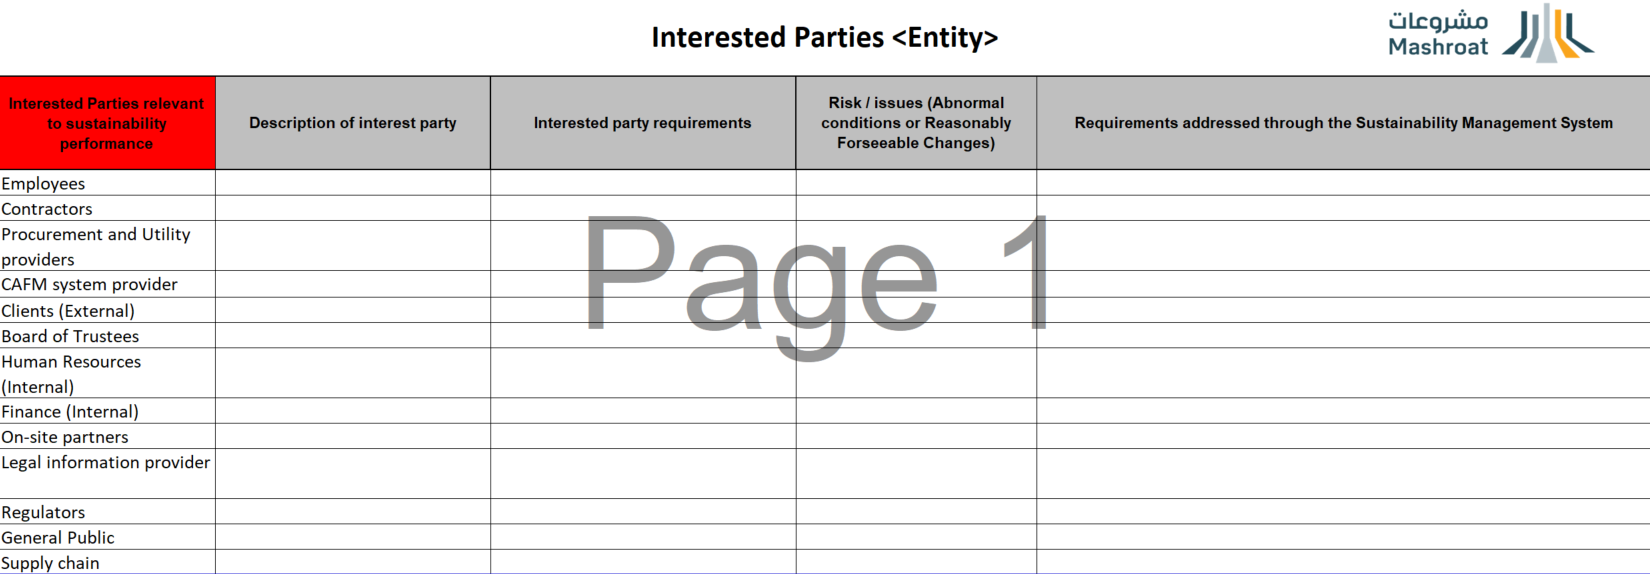 Interested Parties <Entity>
مشروعات
Mashroat
Interested Parties relevant
to sustainability
performance
Description of interest party
Interested party requirements
Risk / issues (Abnormal
conditions or Reasonably
Forseeable Changes)
Requirements addressed through the Sustainability Management System
Employees
Contractors
Procurement and Utility
providers
CAFM system provider
Clients (External)
Board of Trustees
Human Resources
(Internal)
Finance (Internal)
On-site partners
Legal information provider
Regulators
General Public
Supply chain
Page 1